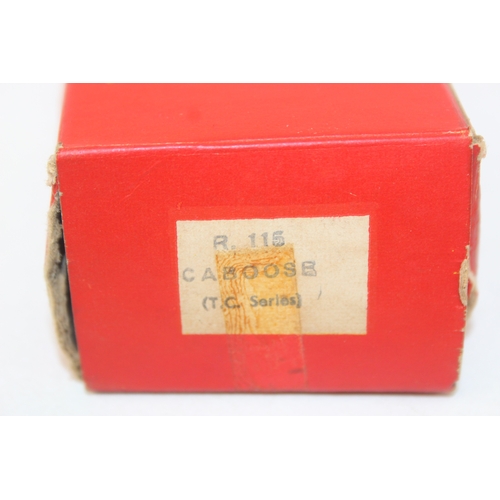 R. 115
CABOOSE
(T.C. Series)